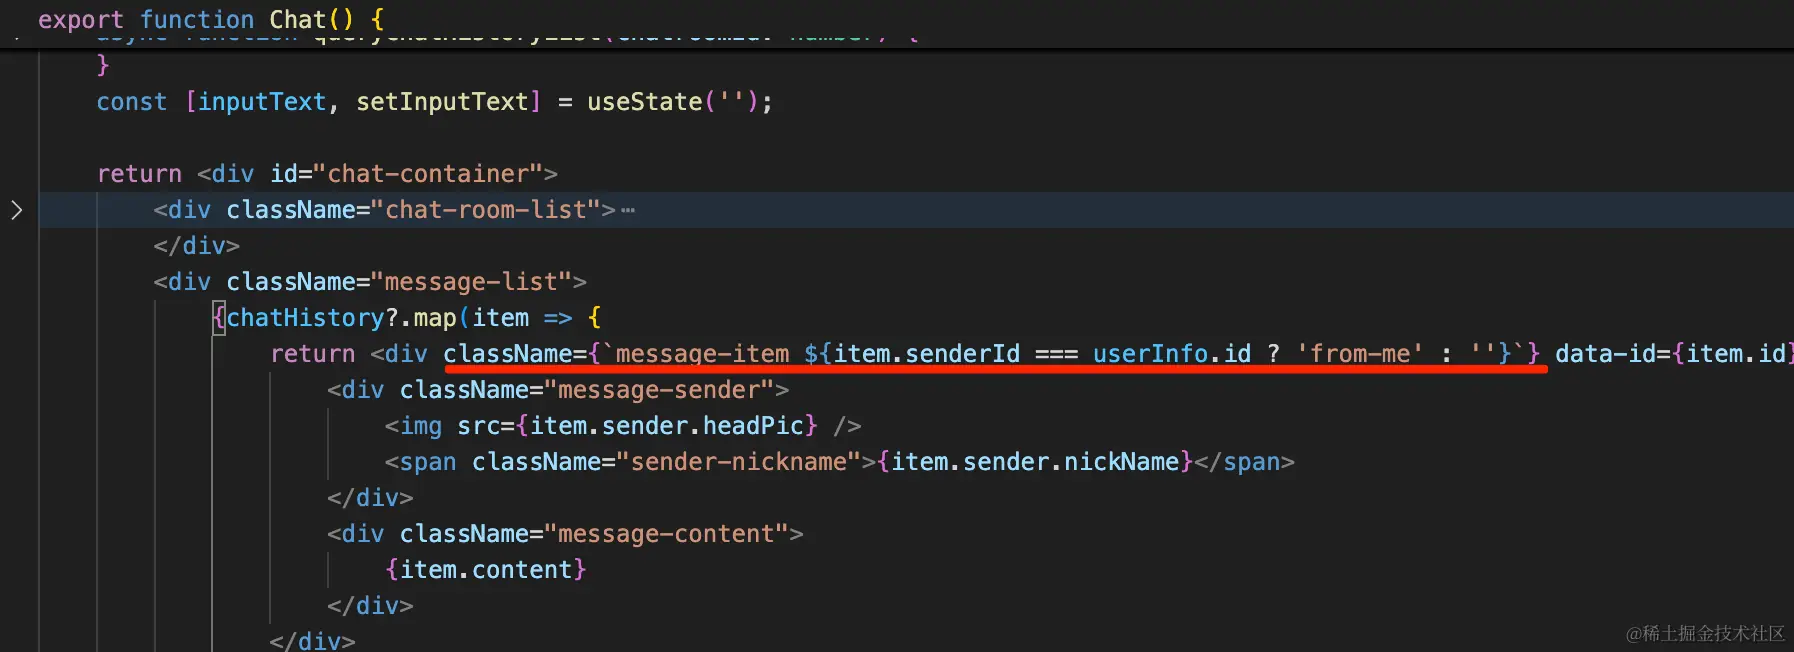 export function Chat() {
async function queryChatHistoryList(chatroomId: number) {
}
const [inputText, setInputText] = useState('');
return <div id="chat-container">
<div className="chat-room-list">⋯
</div>
<div className="message-list">
{chatHistory?.map(item => {
return <div className={`message-item ${item.senderId === userInfo.id ? 'from-me' : ''}`} data-id={item.id}
<div className="message-sender">
<img src={item.sender.headPic} />
<span className="sender-nickname">{item.sender.nickName}</span>
</div>
<div className="message-content">
{item.content}
</div>
</div>
@稀土掘金技术社区